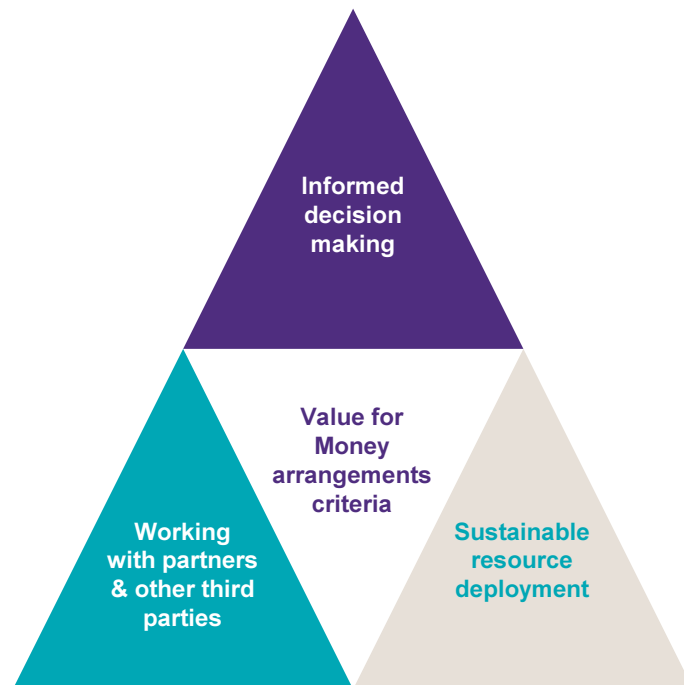 Informed
decision
making
Value for
Money
arrangements
criteria
Working
with partners
& other third
parties
Sustainable
resource
deployment